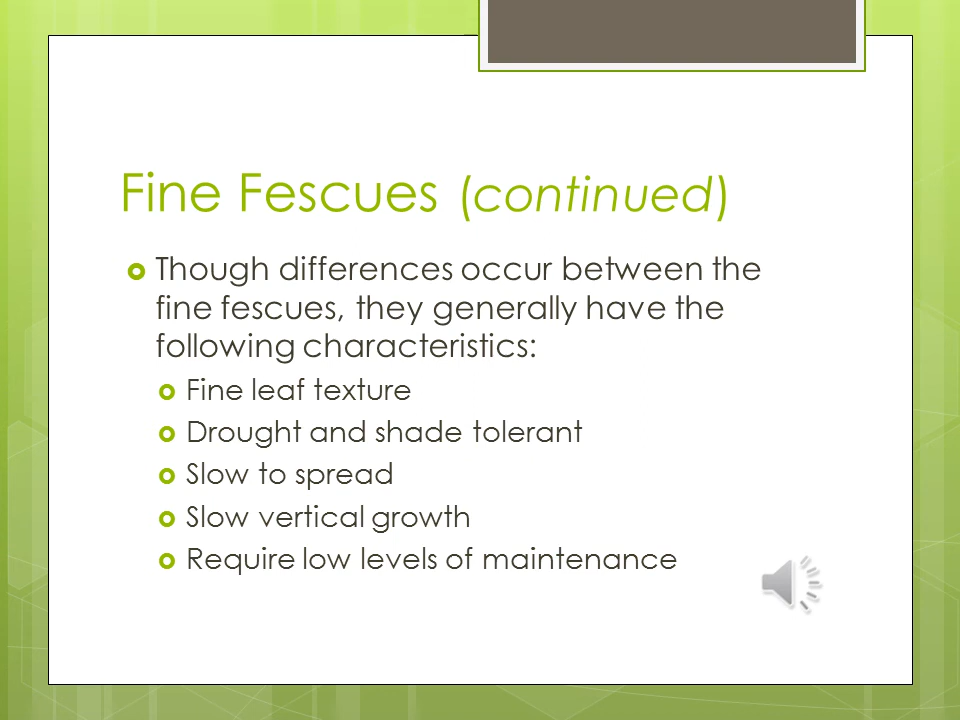 Fine Fescues (continued)
Though differences occur between the
fine fescues, they generally have the
following characteristics:
Fine leaf texture
Drought and shade tolerant
Slow to spread
Slow vertical growth
Require low levels of maintenance